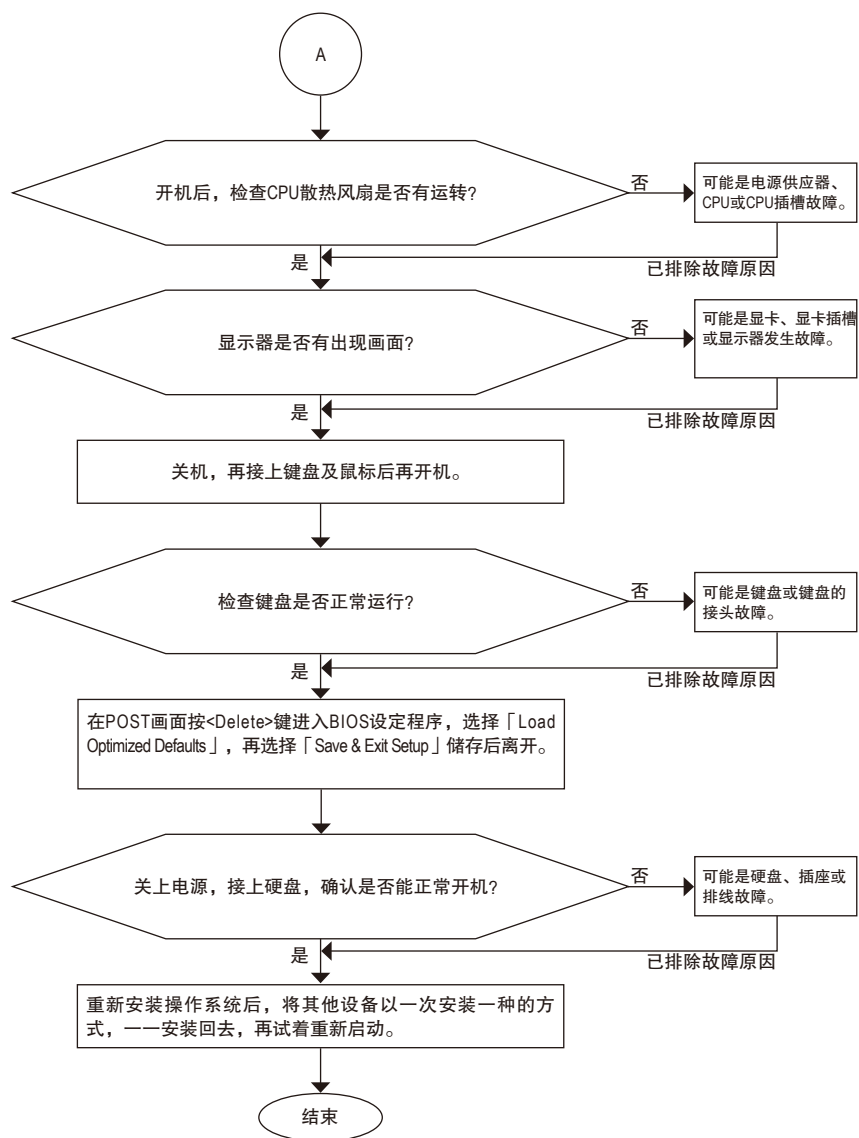 A
开机后，检查CPU散热风扇是否有运转?
否
可能是电源供应器、
CPU或CPU插槽故障。
是
已排除故障原因
显示器是否有出现画面?
否
可能是显卡、显卡插槽
或显示器发生故障。
是
已排除故障原因
关机，再接上键盘及鼠标后再开机。
检查键盘是否正常运行?
否
可能是键盘或键盘的
接头故障。
是
已排除故障原因
在POST画面按<Delete>键进入BIOS设定程序，选择「Load
Optimized Defaults」，再选择「Save & Exit Setup」储存后离开。
关上电源，接上硬盘，确认是否能正常开机?
否
可能是硬盘、插座或
排线故障。
是
已排除故障原因
重新安装操作系统后，将其他设备以一次安装一种的方
式，一一安装回去，再试着重新启动。
结束